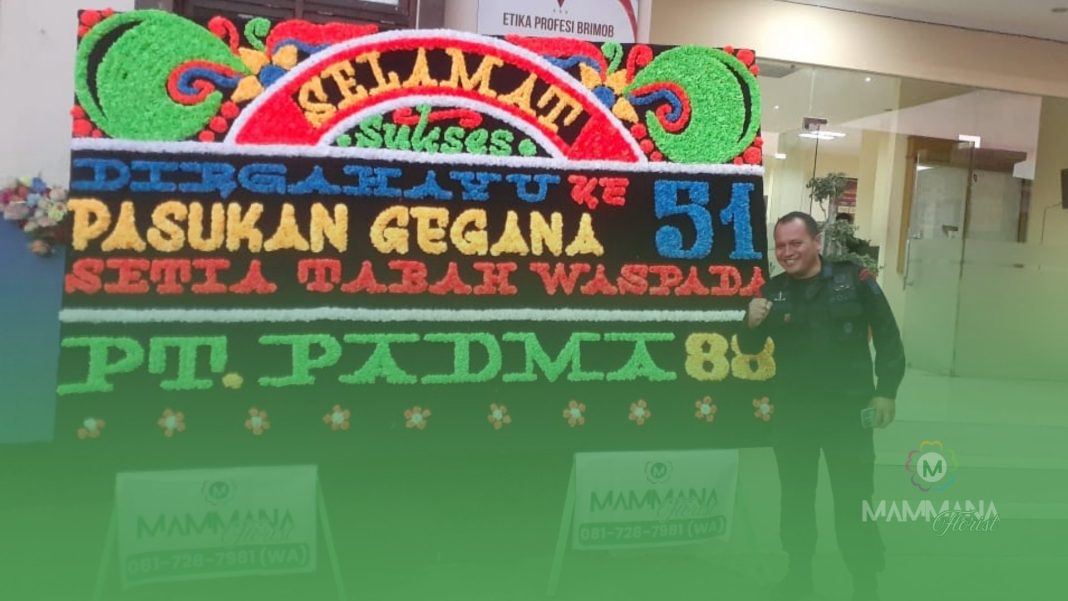 ETIKA PROFESI BRIMOB
SELAMAT
Sukses
DIRGAHAYU KE 51
PASUKAN GEGANA
SETIA TABAH WASPADA
PT. PADMA 88
M
MAMMANA
Florist
081-728-7981 (WA)
M
MAMMANA
Florist
081-728-7981 (WA)
M
MAMMANA
Florist